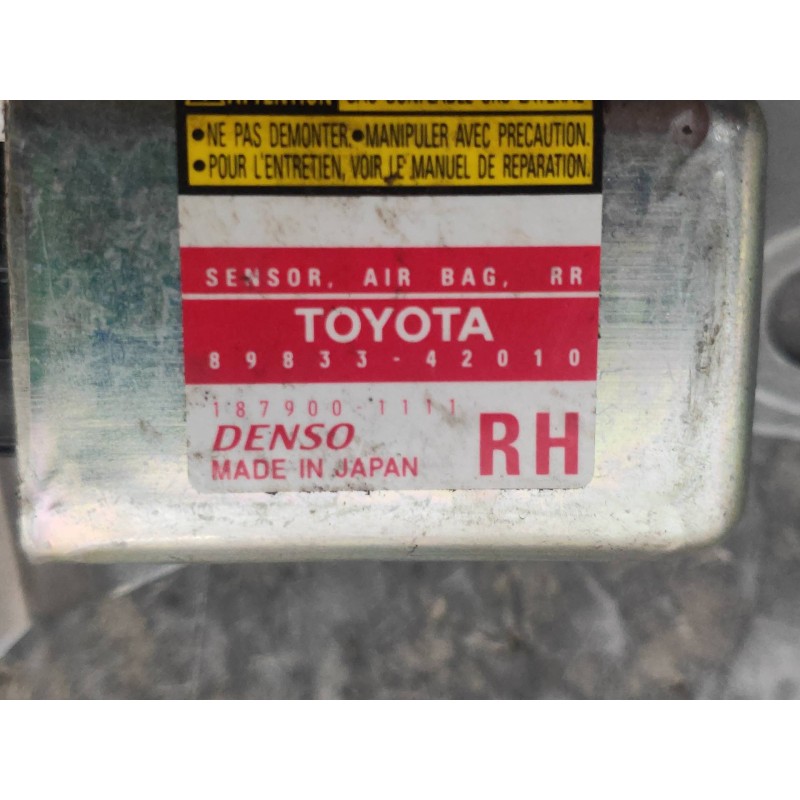 ATTENTION
•NE PAS DEMONTER.•MANIPULER AVEC PRECAUTION.
•POUR L'ENTRETIEN, VOIR LE MANUEL DE REPARATION.
SENSOR, AIR BAG, RR
TOYOTA
89833-42010
187900-1111
DENSO
MADE IN JAPAN
RH